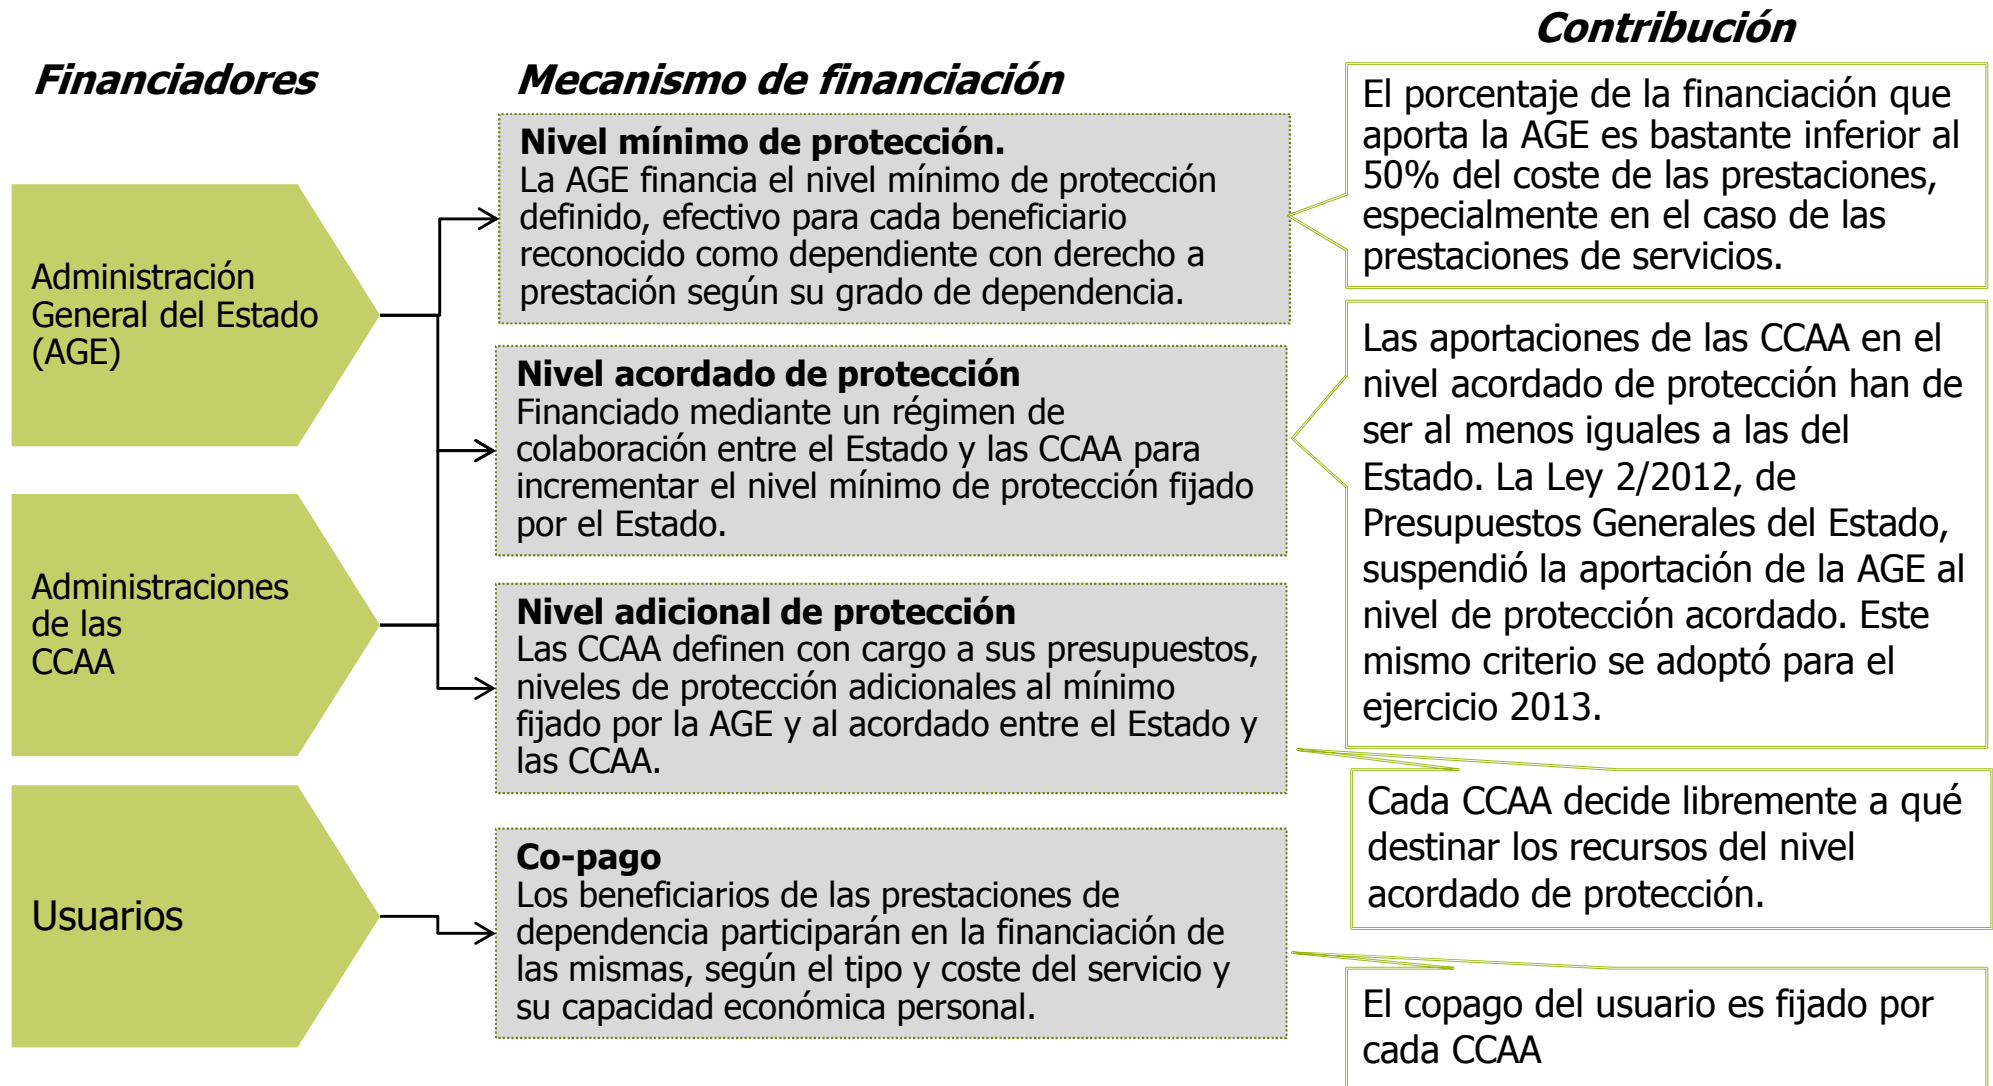 Financiadores
Administración
General del Estado
(AGE)
Administraciones
de las
CCAA
Usuarios
Mecanismo de financiación
Nivel mínimo de protección.
La AGE financia el nivel mínimo de protección
definido, efectivo para cada beneficiario
reconocido como dependiente con derecho a
prestación según su grado de dependencia.
Nivel acordado de protección
Financiado mediante un régimen de
colaboración entre el Estado y las CCAA para
incrementar el nivel mínimo de protección fijado
por el Estado.
Nivel adicional de protección
Las CCAA definen con cargo a sus presupuestos,
niveles de protección adicionales al mínimo
fijado por la AGE y al acordado entre el Estado y
las CCAA.
Co-pago
Los beneficiarios de las prestaciones de
dependencia participarán en la financiación de
las mismas, según el tipo y coste del servicio y
su capacidad económica personal.
Contribución
El porcentaje de la financiación que
aporta la AGE es bastante inferior al
50% del coste de las prestaciones,
especialmente en el caso de las
prestaciones de servicios.
Las aportaciones de las CCAA en el
nivel acordado de protección han de
ser al menos iguales a las del
Estado. La Ley 2/2012, de
Presupuestos Generales del Estado,
suspendió la aportación de la AGE al
nivel de protección acordado. Este
mismo criterio se adoptó para el
ejercicio 2013.
Cada CCAA decide libremente a qué
destinar los recursos del nivel
acordado de protección.
El copago del usuario es fijado por
cada CCAA